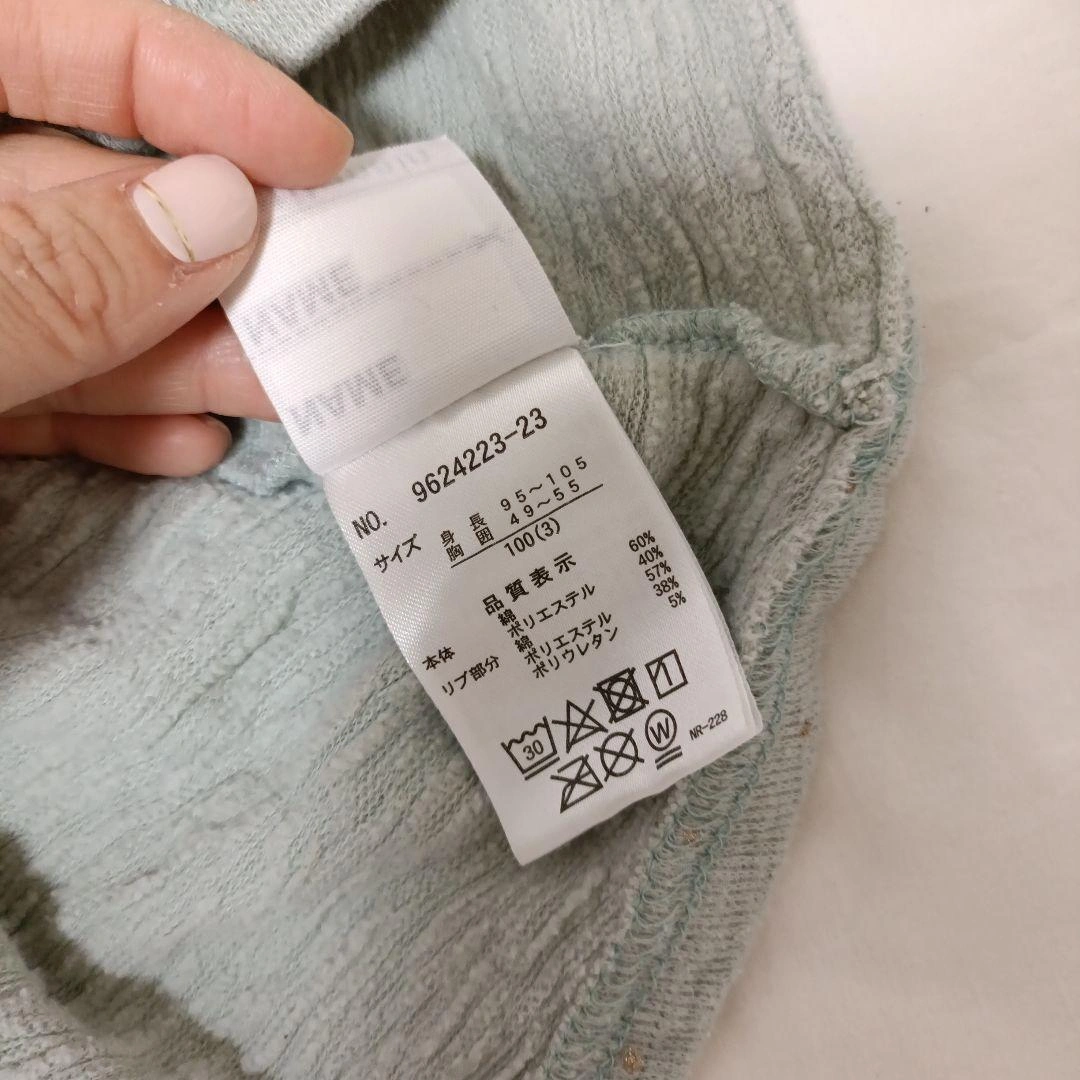 NAME
NAME
NO. 9624223-23
サイズ 身長 95～105
胸囲 49～55
100(3)
品質表示
本体 綿 60%
ポリエステル 40%
リブ部分 綿 57%
ポリエステル 38%
ポリウレタン 5%
30
W
NR-228